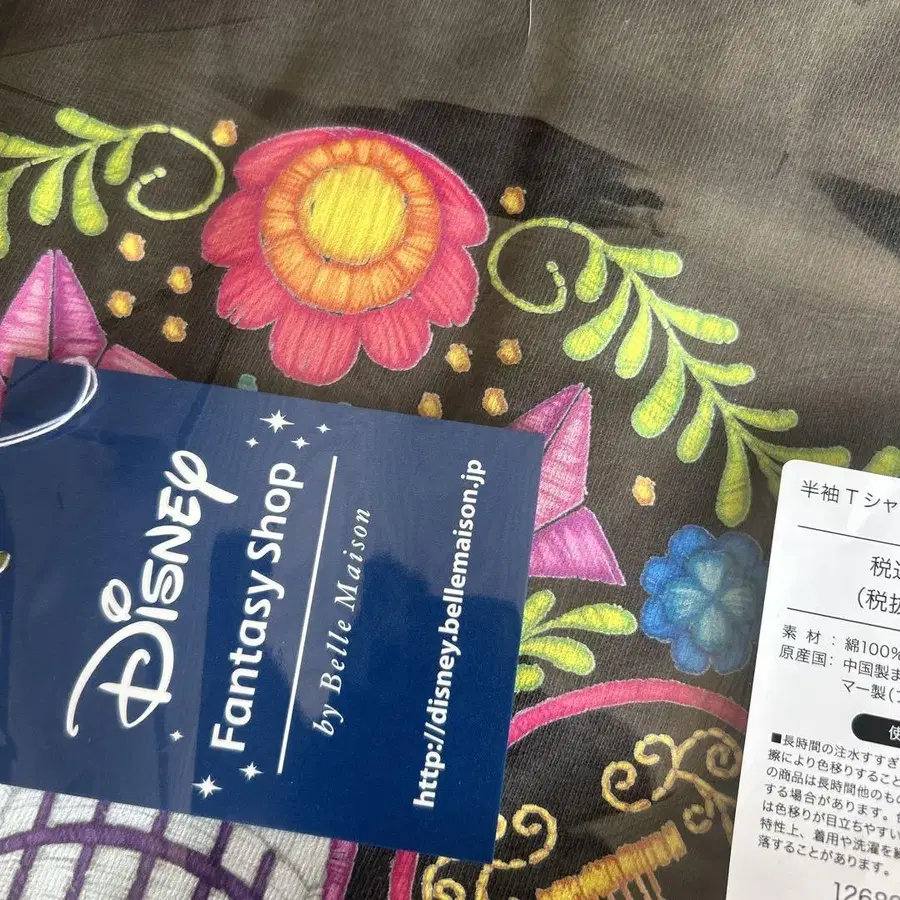 Disney
Fantasy Shop
by Belle Maison
http://disney.bellemaison.jp
半袖Tシャ
税込
(税抜
素 材 : 綿100%
原産国: 中国製ま
マー製(
使
■長時間の注水すすぎ
擦により色移りすること
の商品は長時間他のもの
する場合があります。
は色移りが目立ちやすい
特性上、着用や洗濯を繰
落することがあります。
1269